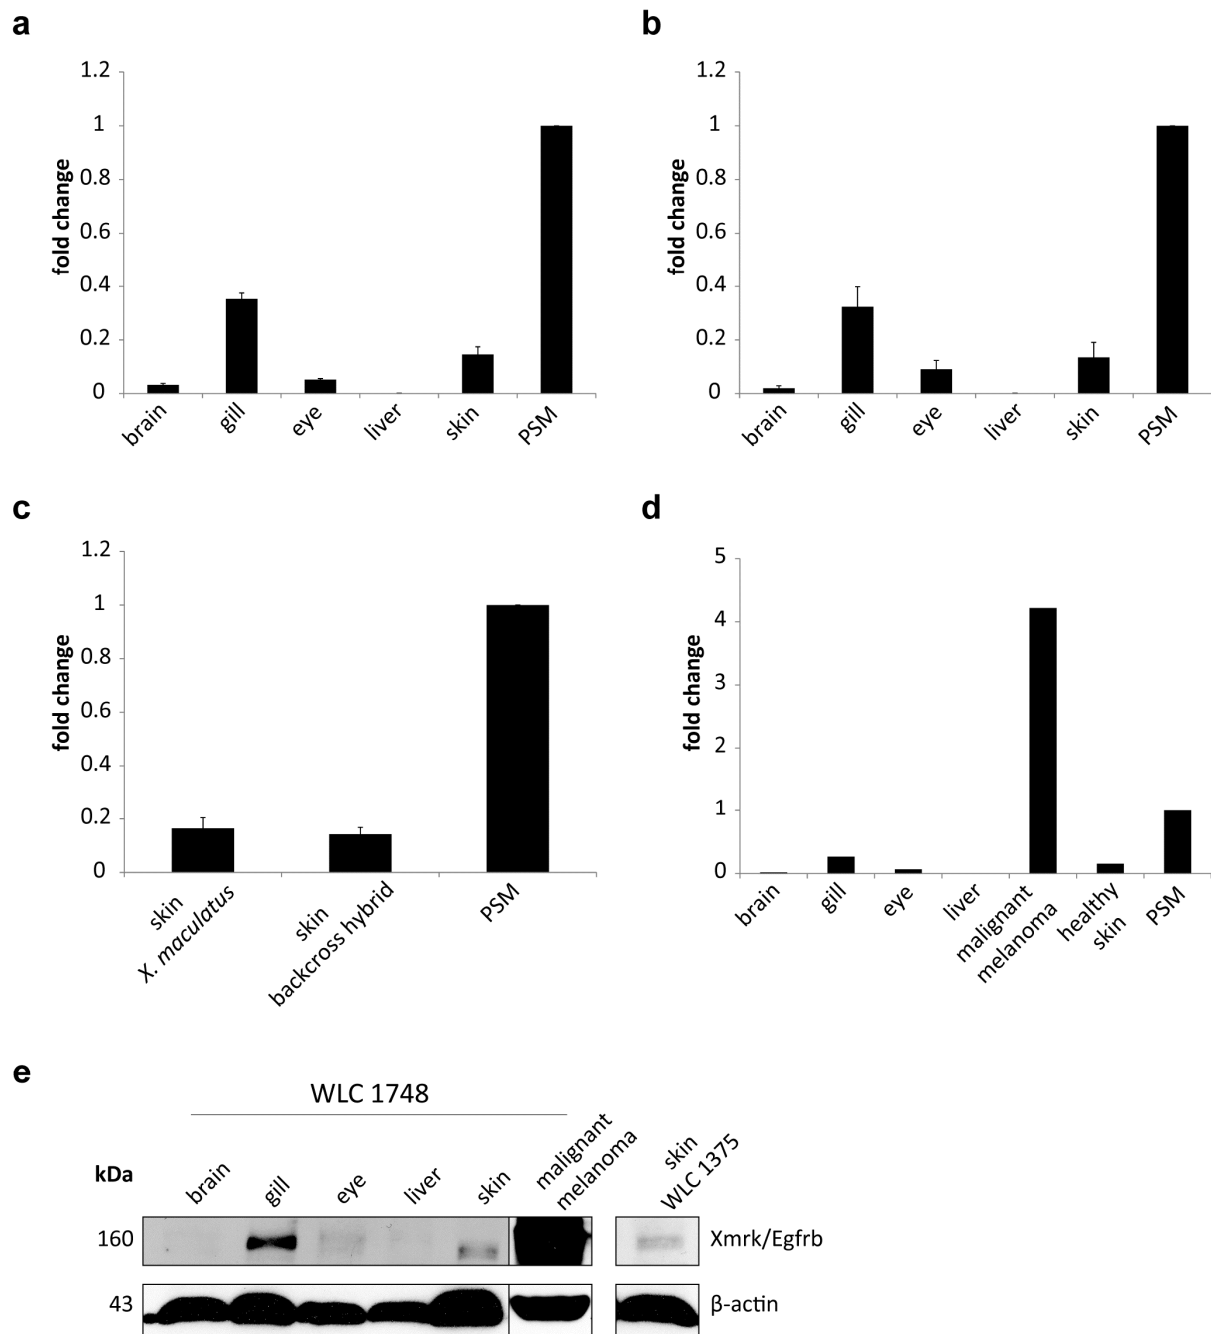 a
fold change
1.2
1
0.8
0.6
0.4
0.2
0
brain
gill
eye
liver
skin
PSM
b
fold change
1.2
1
0.8
0.6
0.4
0.2
0
brain
gill
eye
liver
skin
PSM
c
fold change
1.2
1
0.8
0.6
0.4
0.2
0
skin
X. maculatus
skin
backcross hybrid
PSM
d
fold change
5
4
3
2
1
0
brain
gill
eye
liver
malignant
melanoma
healthy
skin
PSM
e
WLC 1748
kDa
brain
gill
eye
liver
skin
malignant
melanoma
skin
WLC 1375
160
Xmrk/Egfrb
43
β-actin